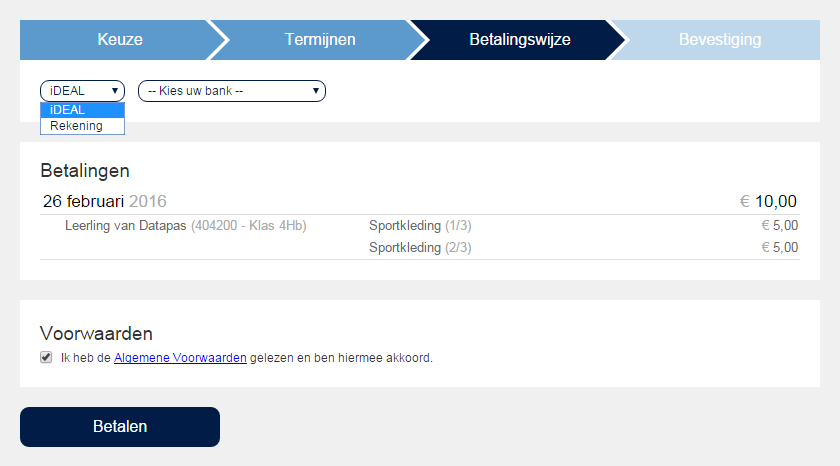 Keuze Termijnen Betalingswijze Bevestiging
iDEAL -- Kies uw bank --
iDEAL
Rekening
Betalingen
26 februari 2016 € 10,00
Leerling van Datapas (404200 - Klas 4Hb) Sportkleding (1/3) € 5,00
Sportkleding (2/3) € 5,00
Voorwaarden
Ik heb de Algemene Voorwaarden gelezen en ben hiermee akkoord.
Betalen